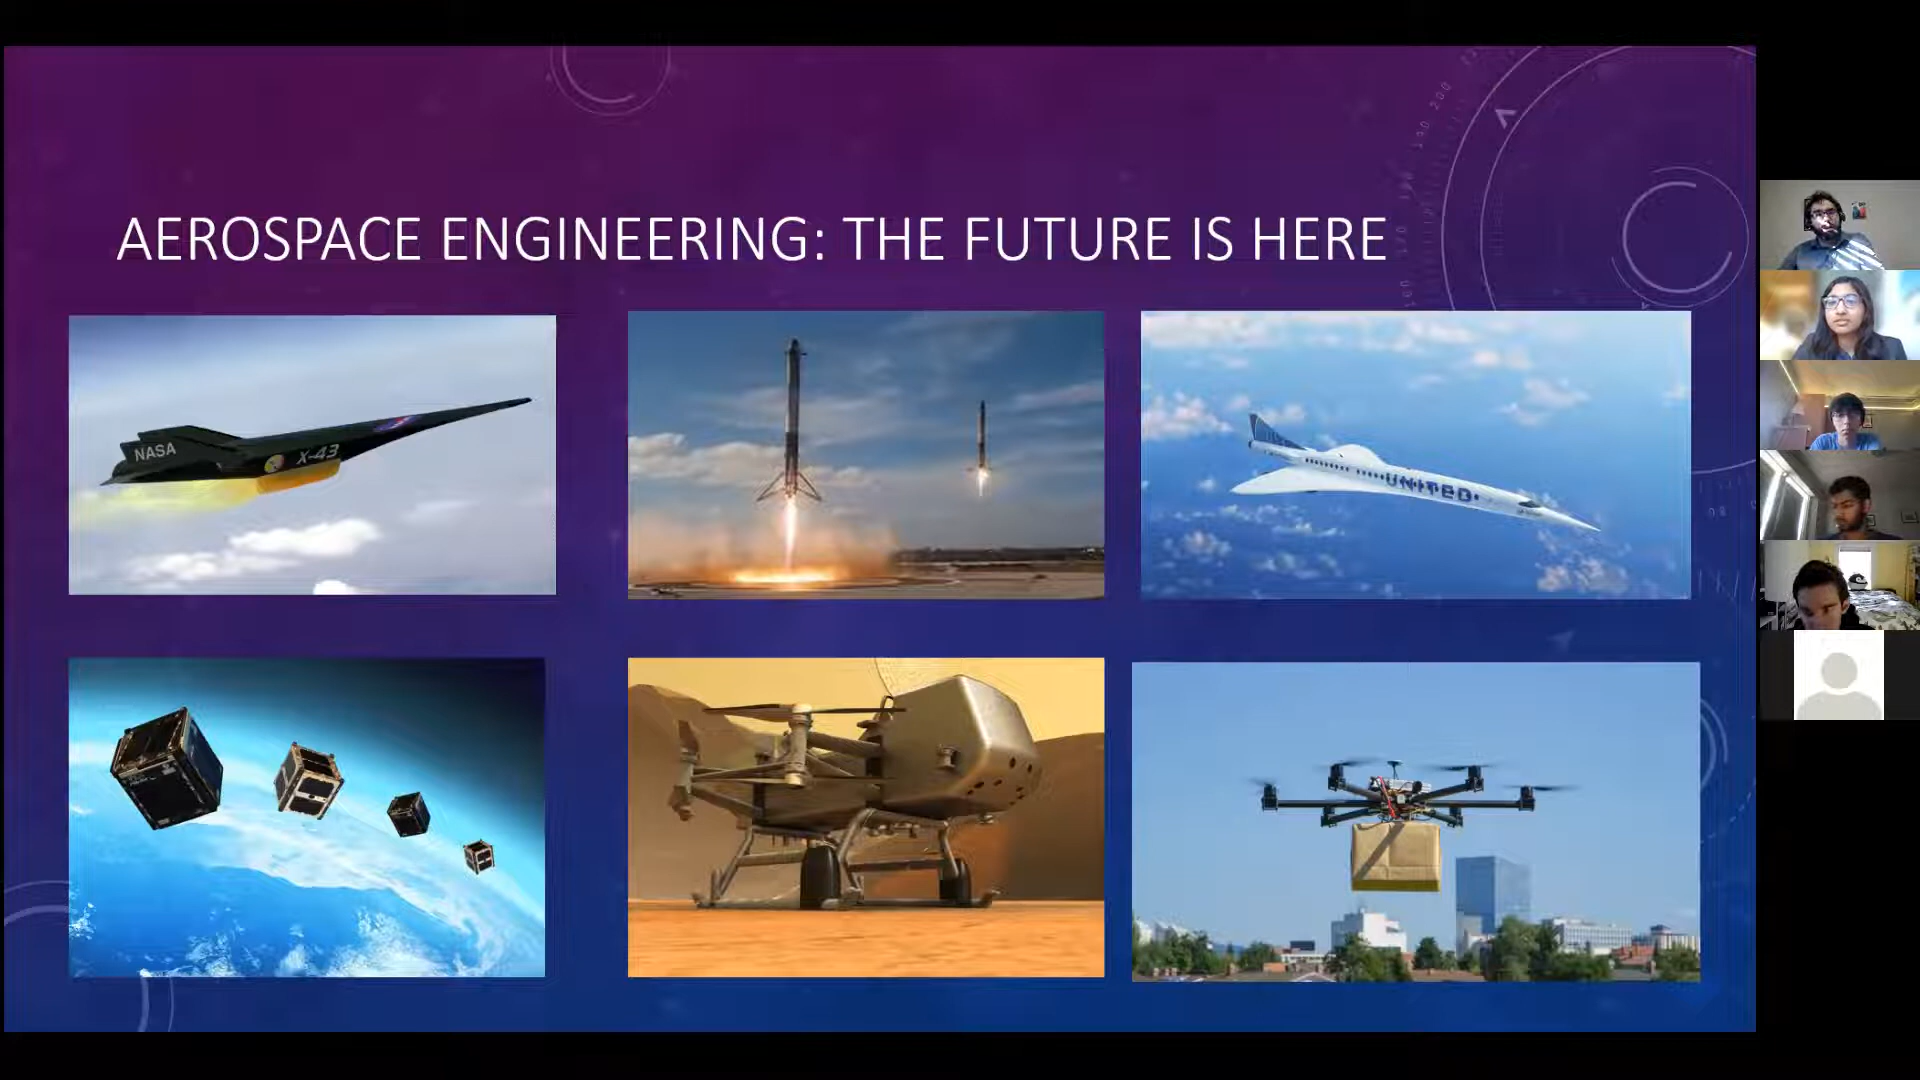 AEROSPACE ENGINEERING: THE FUTURE IS HERE
NASA
X-43
UNITED